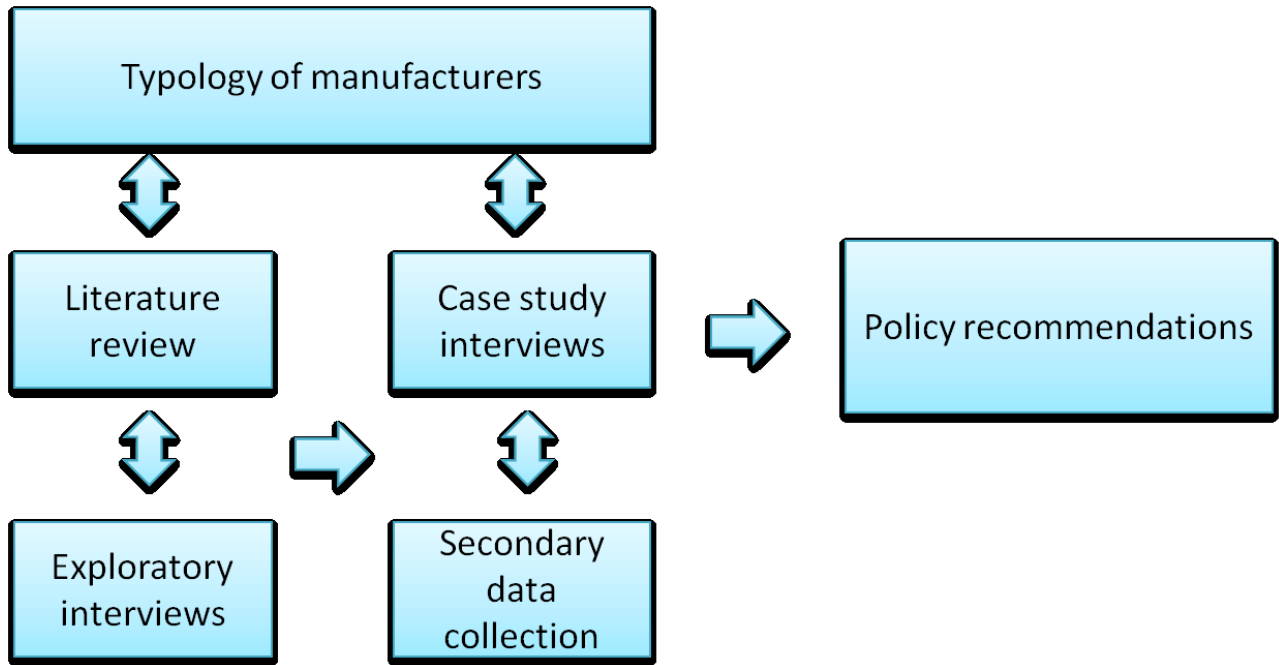 Typology of manufacturers
Literature
review
Case study
interviews
Policy recommendations
Exploratory
interviews
Secondary
data
collection